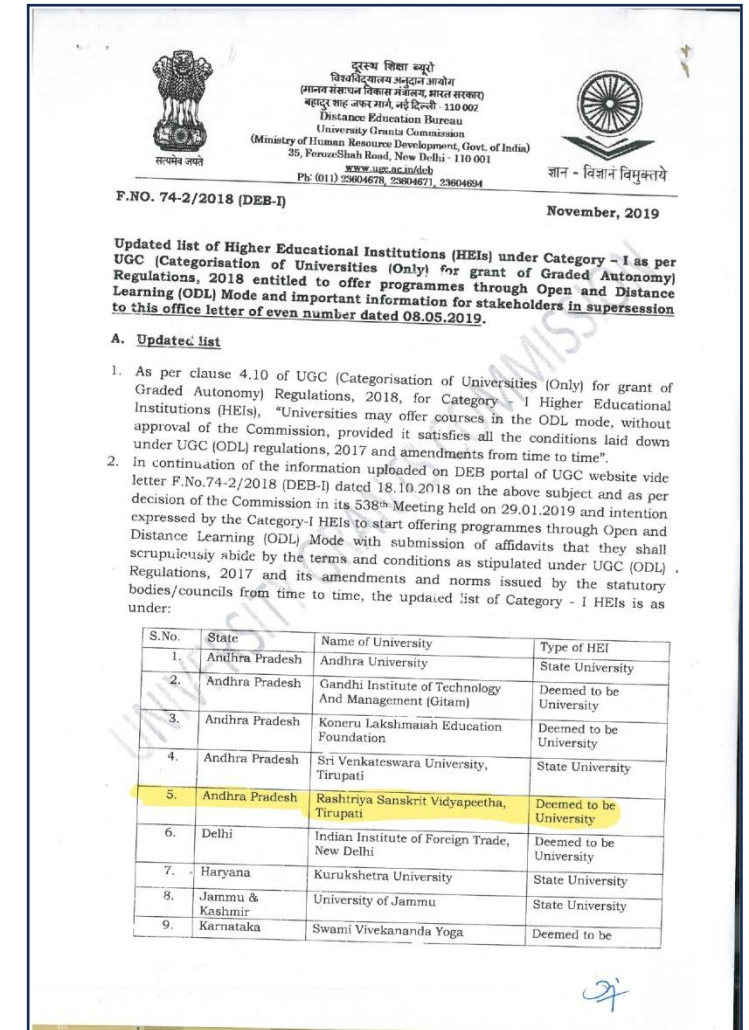 दूरस्थ शिक्षा ब्यूरो
विश्वविद्यालय अनुदान आयोग
(मानव संसाधन विकास मंत्रालय, भारत सरकार)
बहादुर शाह जफर मार्ग, नई दिल्ली - 110 002
Distance Education Bureau
University Grants Commission
(Ministry of Human Resource Development, Govt. of India)
35, FerozeShah Road, New Delhi - 110 001
www.ugc.ac.in/deb
Ph: (011) 23604678, 23604671, 23604694
सत्यमेव जयते
ज्ञान - विज्ञानं विमुक्तये
F.NO. 74-2/2018 (DEB-I)
November, 2019
Updated list of Higher Educational Institutions (HEIs) under Category – I as per
UGC (Categorisation of Universities (Only) for grant of Graded Autonomy)
Regulations, 2018 entitled to offer programmes through Open and Distance
Learning (ODL) Mode and important information for stakeholders in supersession
to this office letter of even number dated 08.05.2019.
A. Updated list
1. As per clause 4.10 of UGC (Categorisation of Universities (Only) for grant of
Graded Autonomy) Regulations, 2018, for Category - I Higher Educational
Institutions (HEIs), “Universities may offer courses in the ODL mode, without
approval of the Commission, provided it satisfies all the conditions laid down
under UGC (ODL) regulations, 2017 and amendments from time to time”.
2. In continuation of the information uploaded on DEB portal of UGC website vide
letter F.No.74-2/2018 (DEB-I) dated 18.10.2018 on the above subject and as per
decision of the Commission in its 538th Meeting held on 29.01.2019 and intention
expressed by the Category-I HEIs to start offering programmes through Open and
Distance Learning (ODL) Mode with submission of affidavits that they shall
scrupulously abide by the terms and conditions as stipulated under UGC (ODL)
Regulations, 2017 and its amendments and norms issued by the statutory
bodies/councils from time to time, the updated list of Category - I HEIs is as
under:
S.No. State Name of University Type of HEI
1. Andhra Pradesh Andhra University State University
2. Andhra Pradesh Gandhi Institute of Technology Deemed to be
And Management (Gitam) University
3. Andhra Pradesh Koneru Lakshmaiah Education Deemed to be
Foundation University
4. Andhra Pradesh Sri Venkateswara University, State University
Tirupati
5. Andhra Pradesh Rashtriya Sanskrit Vidyapeetha, Deemed to be
Tirupati University
6. Delhi Indian Institute of Foreign Trade, Deemed to be
New Delhi University
7. Haryana Kurukshetra University State University
8. Jammu & University of Jammu State University
Kashmir
9. Karnataka Swami Vivekananda Yoga Deemed to be
UNIVERSITY GRANTS COMMISSION